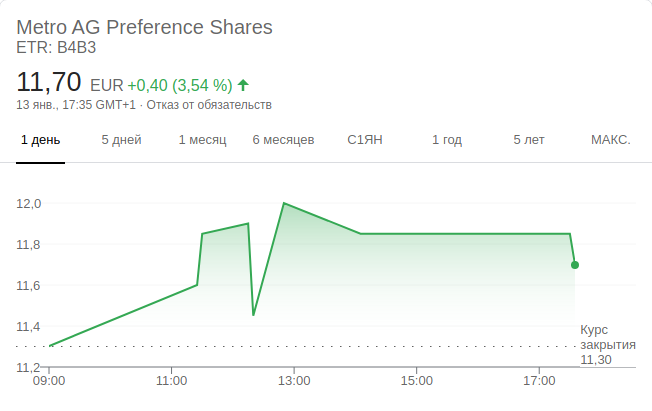 Metro AG Preference Shares
ETR: B4B3
11,70 EUR +0,40 (3,54 %)
13 янв., 17:35 GMT+1 · Отказ от обязательств
1 день 5 дней 1 месяц 6 месяцев С1ЯН 1 год 5 лет МАКС.
12,0
11,8
11,6
11,4
11,2
Курс
закрытия
11,30
09:00 11:00 13:00 15:00 17:00